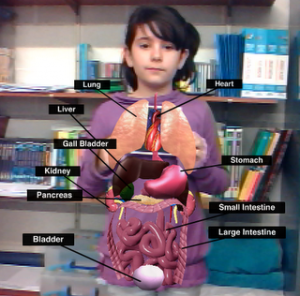 Lung
Heart
Liver
Gall Bladder
Stomach
Kidney
Pancreas
Small Intestine
Large Intestine
Bladder